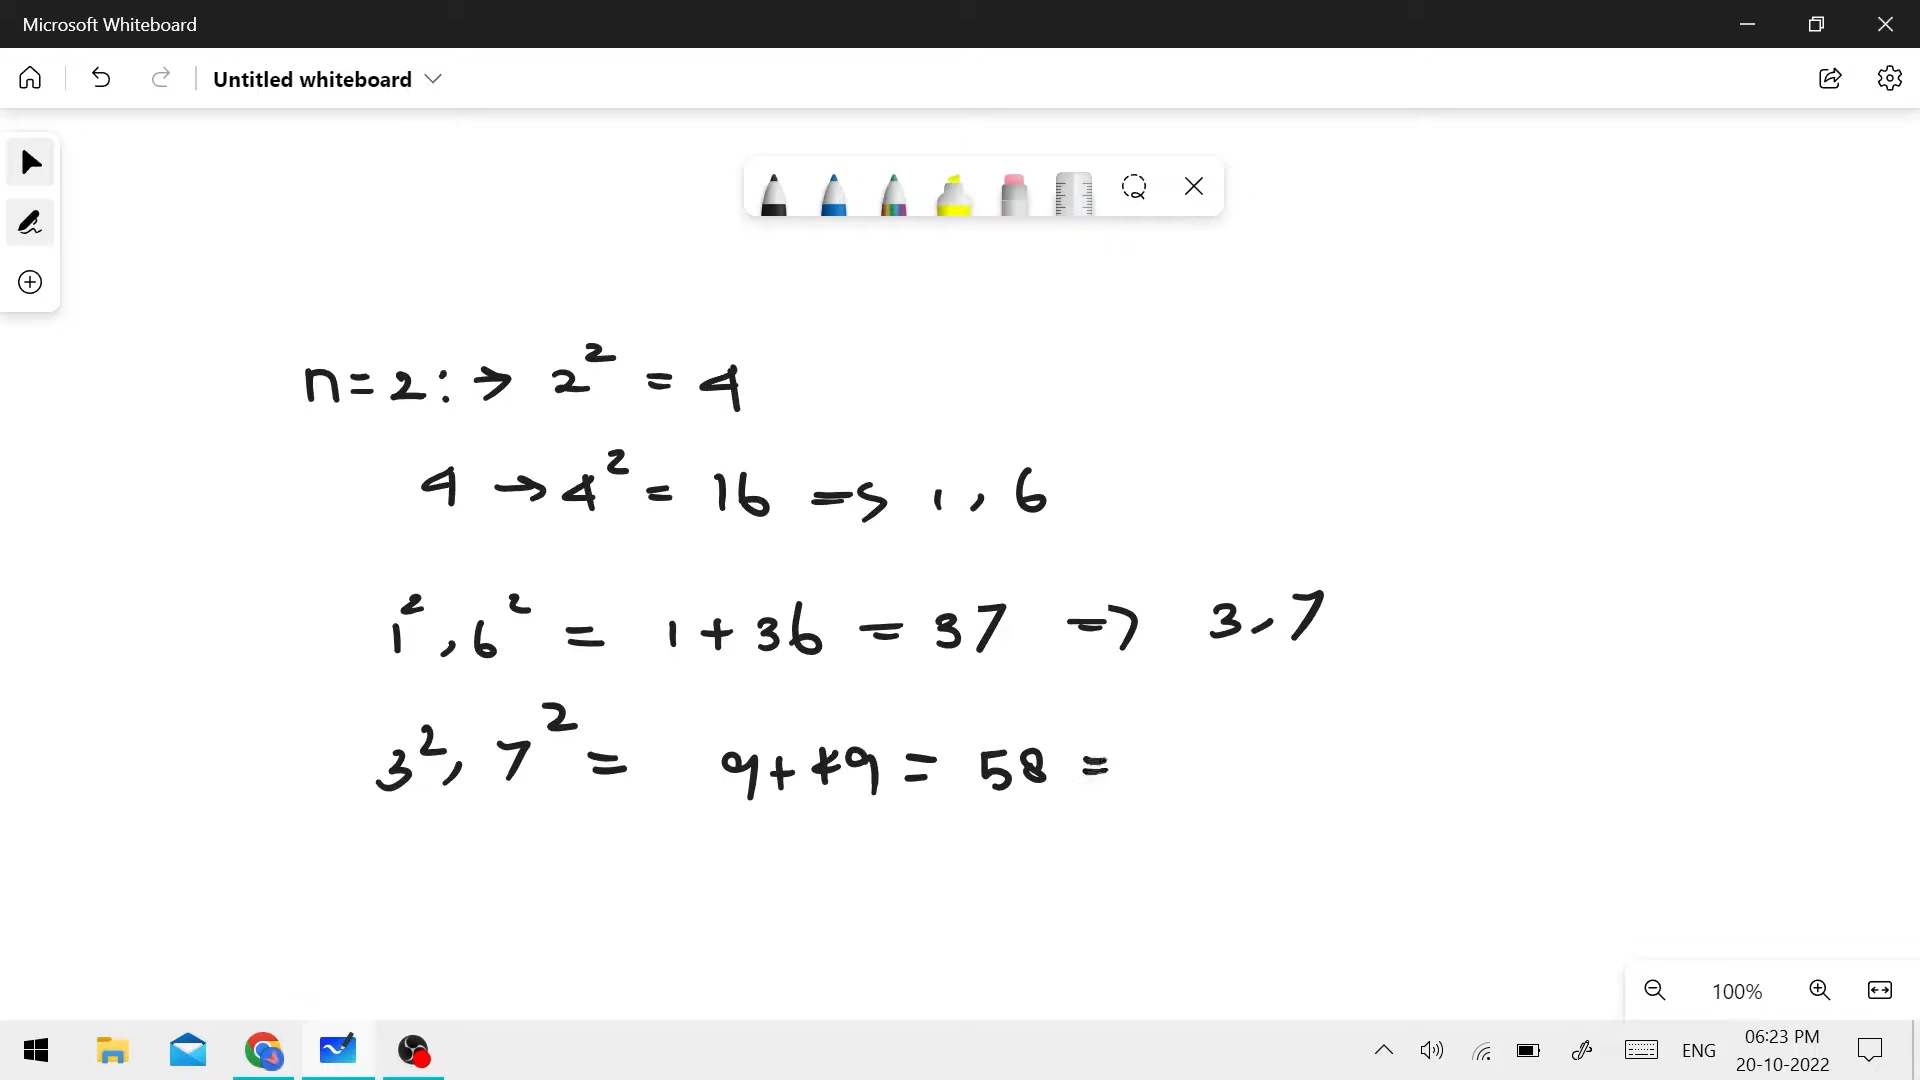 Microsoft Whiteboard
Untitled whiteboard
n = 2 : → 2² = 4
4 → 4² = 16 => 1, 6
1², 6² = 1 + 36 = 37 => 3, 7
3², 7² = 9 + 49 = 58 =
100%
ENG
06:23 PM
20-10-2022